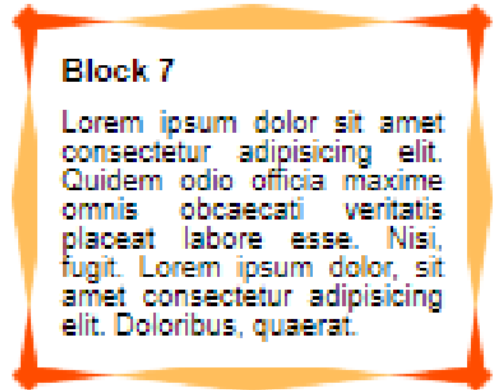 Block 7
Lorem ipsum dolor sit amet
consectetur adipisicing elit.
Quidem odio officia maxime
omnis obcaecati veritatis
placeat labore esse. Nisi,
fugit. Lorem ipsum dolor, sit
amet consectetur adipisicing
elit. Doloribus, quaerat.